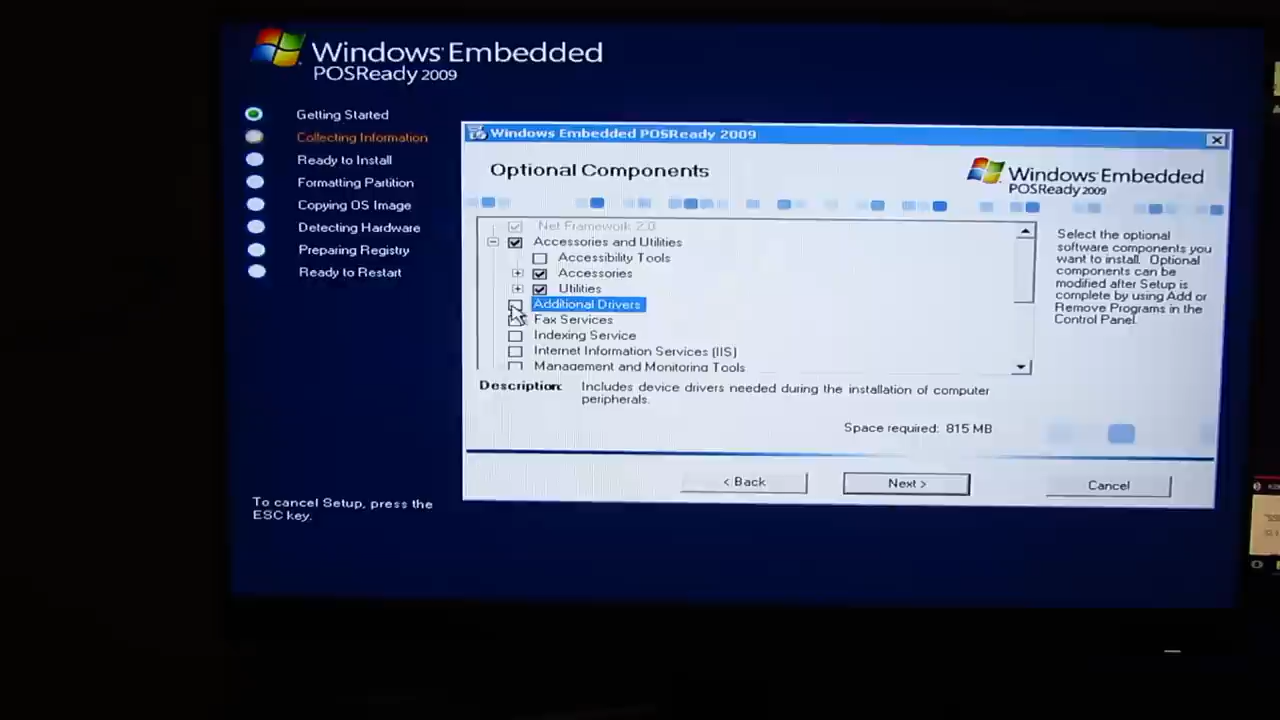 Windows Embedded
POSReady 2009
Getting Started
Collecting Information
Ready to Install
Formatting Partition
Copying OS Image
Detecting Hardware
Preparing Registry
Ready to Restart
To cancel Setup, press the
ESC key.
Windows Embedded POSReady 2009
Optional Components
Windows Embedded
POSReady 2009
.Net Framework 2.0
Accessories and Utilities
Accessibility Tools
Accessories
Utilities
Additional Drivers
Fax Services
Indexing Service
Internet Information Services (IIS)
Management and Monitoring Tools
Select the optional
software components you
want to install. Optional
components can be
modified after Setup is
complete by using Add or
Remove Programs in the
Control Panel.
Description: Includes device drivers needed during the installation of computer
peripherals.
Space required: 815 MB
< Back
Next >
Cancel